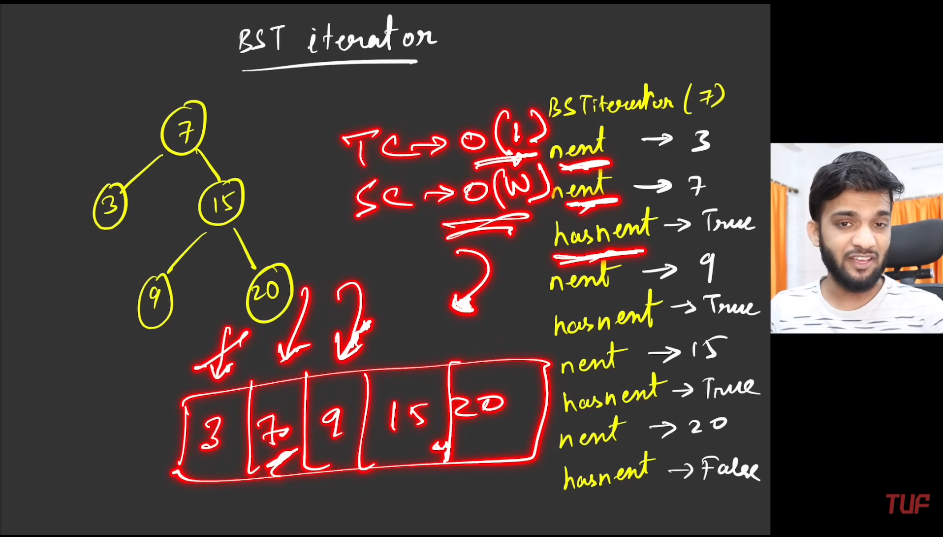 BST iterator
7
3
15
9
20
TC → O(1)
SC → O(N)
3 7 9 15 20
BSTiterator (7)
next → 3
next → 7
hasnext → True
next → 9
hasnext → True
next → 15
hasnext → True
next → 20
hasnext → False
TUF